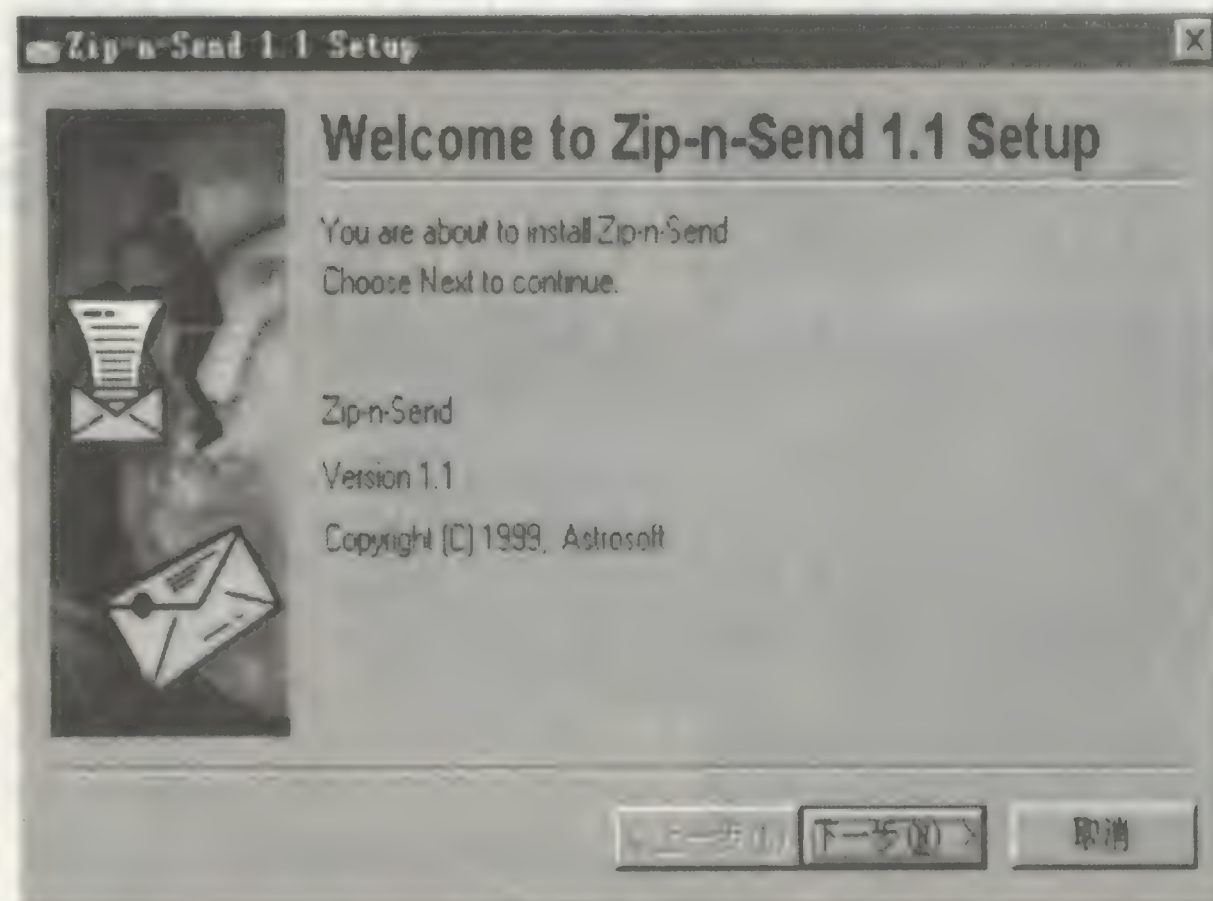 Zip-n-Send 1.1 Setup
Welcome to Zip-n-Send 1.1 Setup
You are about to install Zip-n-Send
Choose Next to continue.
Zip-n-Send
Version 1.1
Copyright (C) 1999, Astrosoft
下一步(N) >
取消